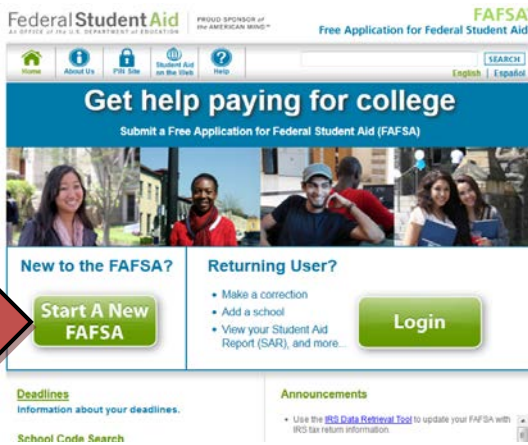 Federal Student Aid
An OFFICE of the U.S. DEPARTMENT of EDUCATION
PROUD SPONSOR of
the AMERICAN MIND™
FAFSA
Free Application for Federal Student Aid
Home
About Us
PIN Site
Student Aid
on the Web
Help
SEARCH
English | Español
Get help paying for college
Submit a Free Application for Federal Student Aid (FAFSA)
New to the FAFSA?
Start A New
FAFSA
Returning User?
• Make a correction
• Add a school
• View your Student Aid
Report (SAR), and more...
Login
Deadlines
Information about your deadlines.
School Code Search
Announcements
• Use the IRS Data Retrieval Tool to update your FAFSA with
IRS tax return information.